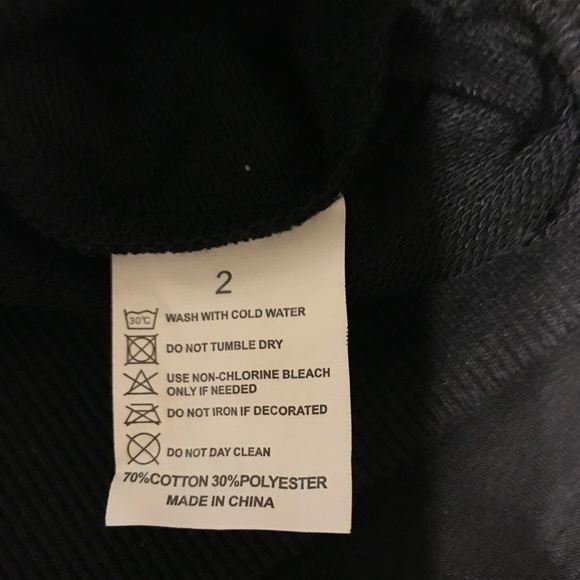 2
30°C WASH WITH COLD WATER
DO NOT TUMBLE DRY
USE NON-CHLORINE BLEACH
ONLY IF NEEDED
DO NOT IRON IF DECORATED
DO NOT DAY CLEAN
70%COTTON 30%POLYESTER
MADE IN CHINA